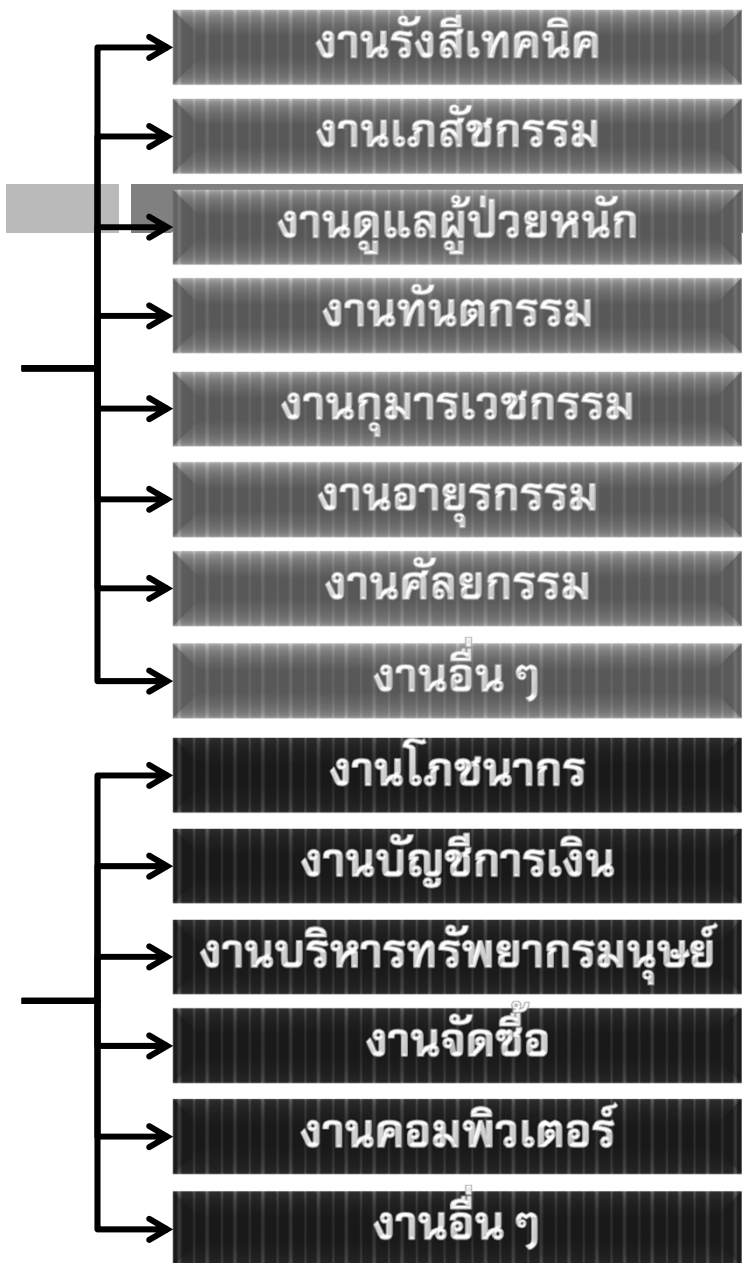 งานรังสีเทคนิค
งานเภสัชกรรม
งานดูแลผู้ป่วยหนัก
งานทันตกรรม
งานกุมารเวชกรรม
งานอายุรกรรม
งานศัลยกรรม
งานอื่น ๆ
งานโภชนากร
งานบัญชีการเงิน
งานบริหารทรัพยากรมนุษย์
งานจัดซื้อ
งานคอมพิวเตอร์
งานอื่น ๆ